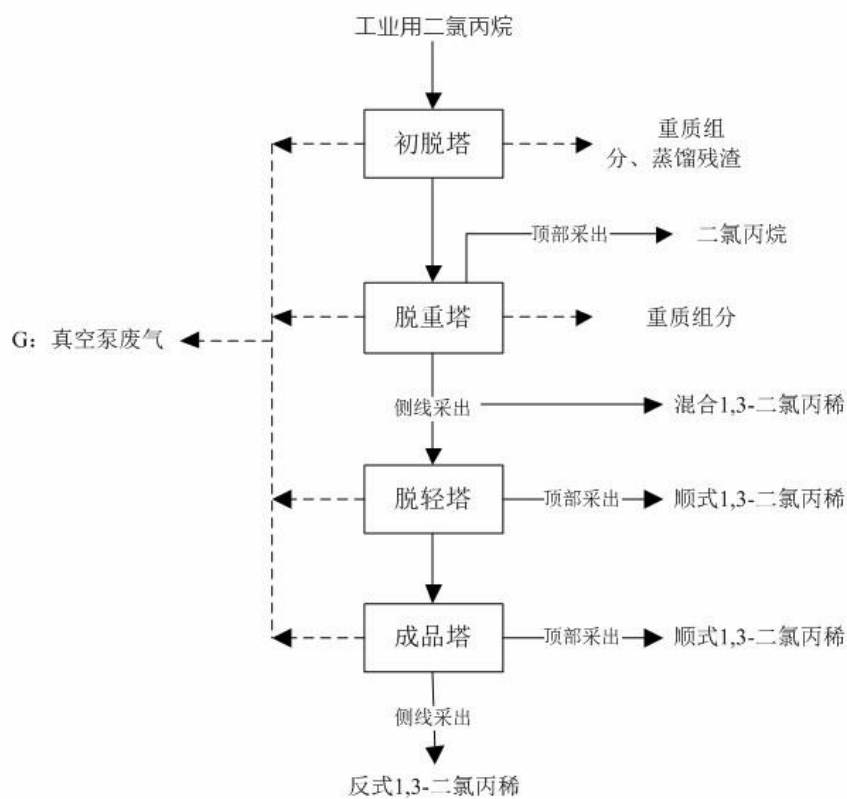 工业用二氯丙烷
初脱塔
重质组
分、蒸馏残渣
顶部采出
二氯丙烷
脱重塔
重质组分
G：真空泵废气
侧线采出
混合1,3-二氯丙稀
脱轻塔
顶部采出
顺式1,3-二氯丙稀
成品塔
顶部采出
顺式1,3-二氯丙稀
侧线采出
反式1,3-二氯丙稀